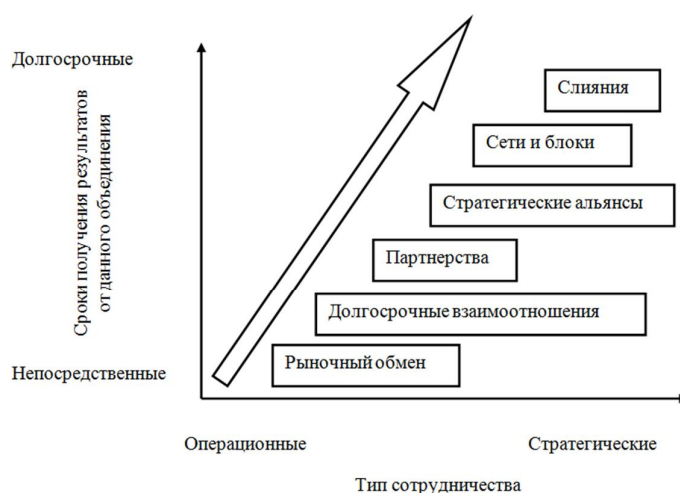 Долгосрочные
Сроки получения результатов
от данного объединения
Непосредственные
Слияния
Сети и блоки
Стратегические альянсы
Партнерства
Долгосрочные взаимоотношения
Рыночный обмен
Операционные
Стратегические
Тип сотрудничества